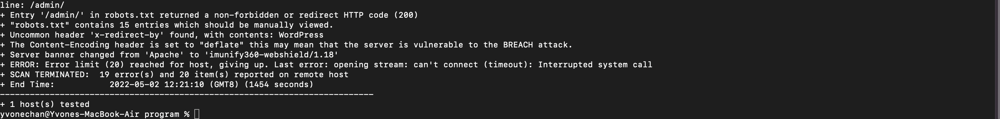 line: /admin/
+ Entry '/admin/' in robots.txt returned a non-forbidden or redirect HTTP code (200)
+ "robots.txt" contains 15 entries which should be manually viewed.
+ Uncommon header 'x-redirect-by' found, with contents: WordPress
+ The Content-Encoding header is set to "deflate" this may mean that the server is vulnerable to the BREACH attack.
+ Server banner changed from 'Apache' to 'imunify360-webshield/1.18'
+ ERROR: Error limit (20) reached for host, giving up. Last error: opening stream: can't connect (timeout): Interrupted system call
+ SCAN TERMINATED:  19 error(s) and 20 item(s) reported on remote host
+ End Time:           2022-05-02 12:21:10 (GMT8) (1454 seconds)
---------------------------------------------------------------------------
+ 1 host(s) tested
yvonechan@Yvones-MacBook-Air program %